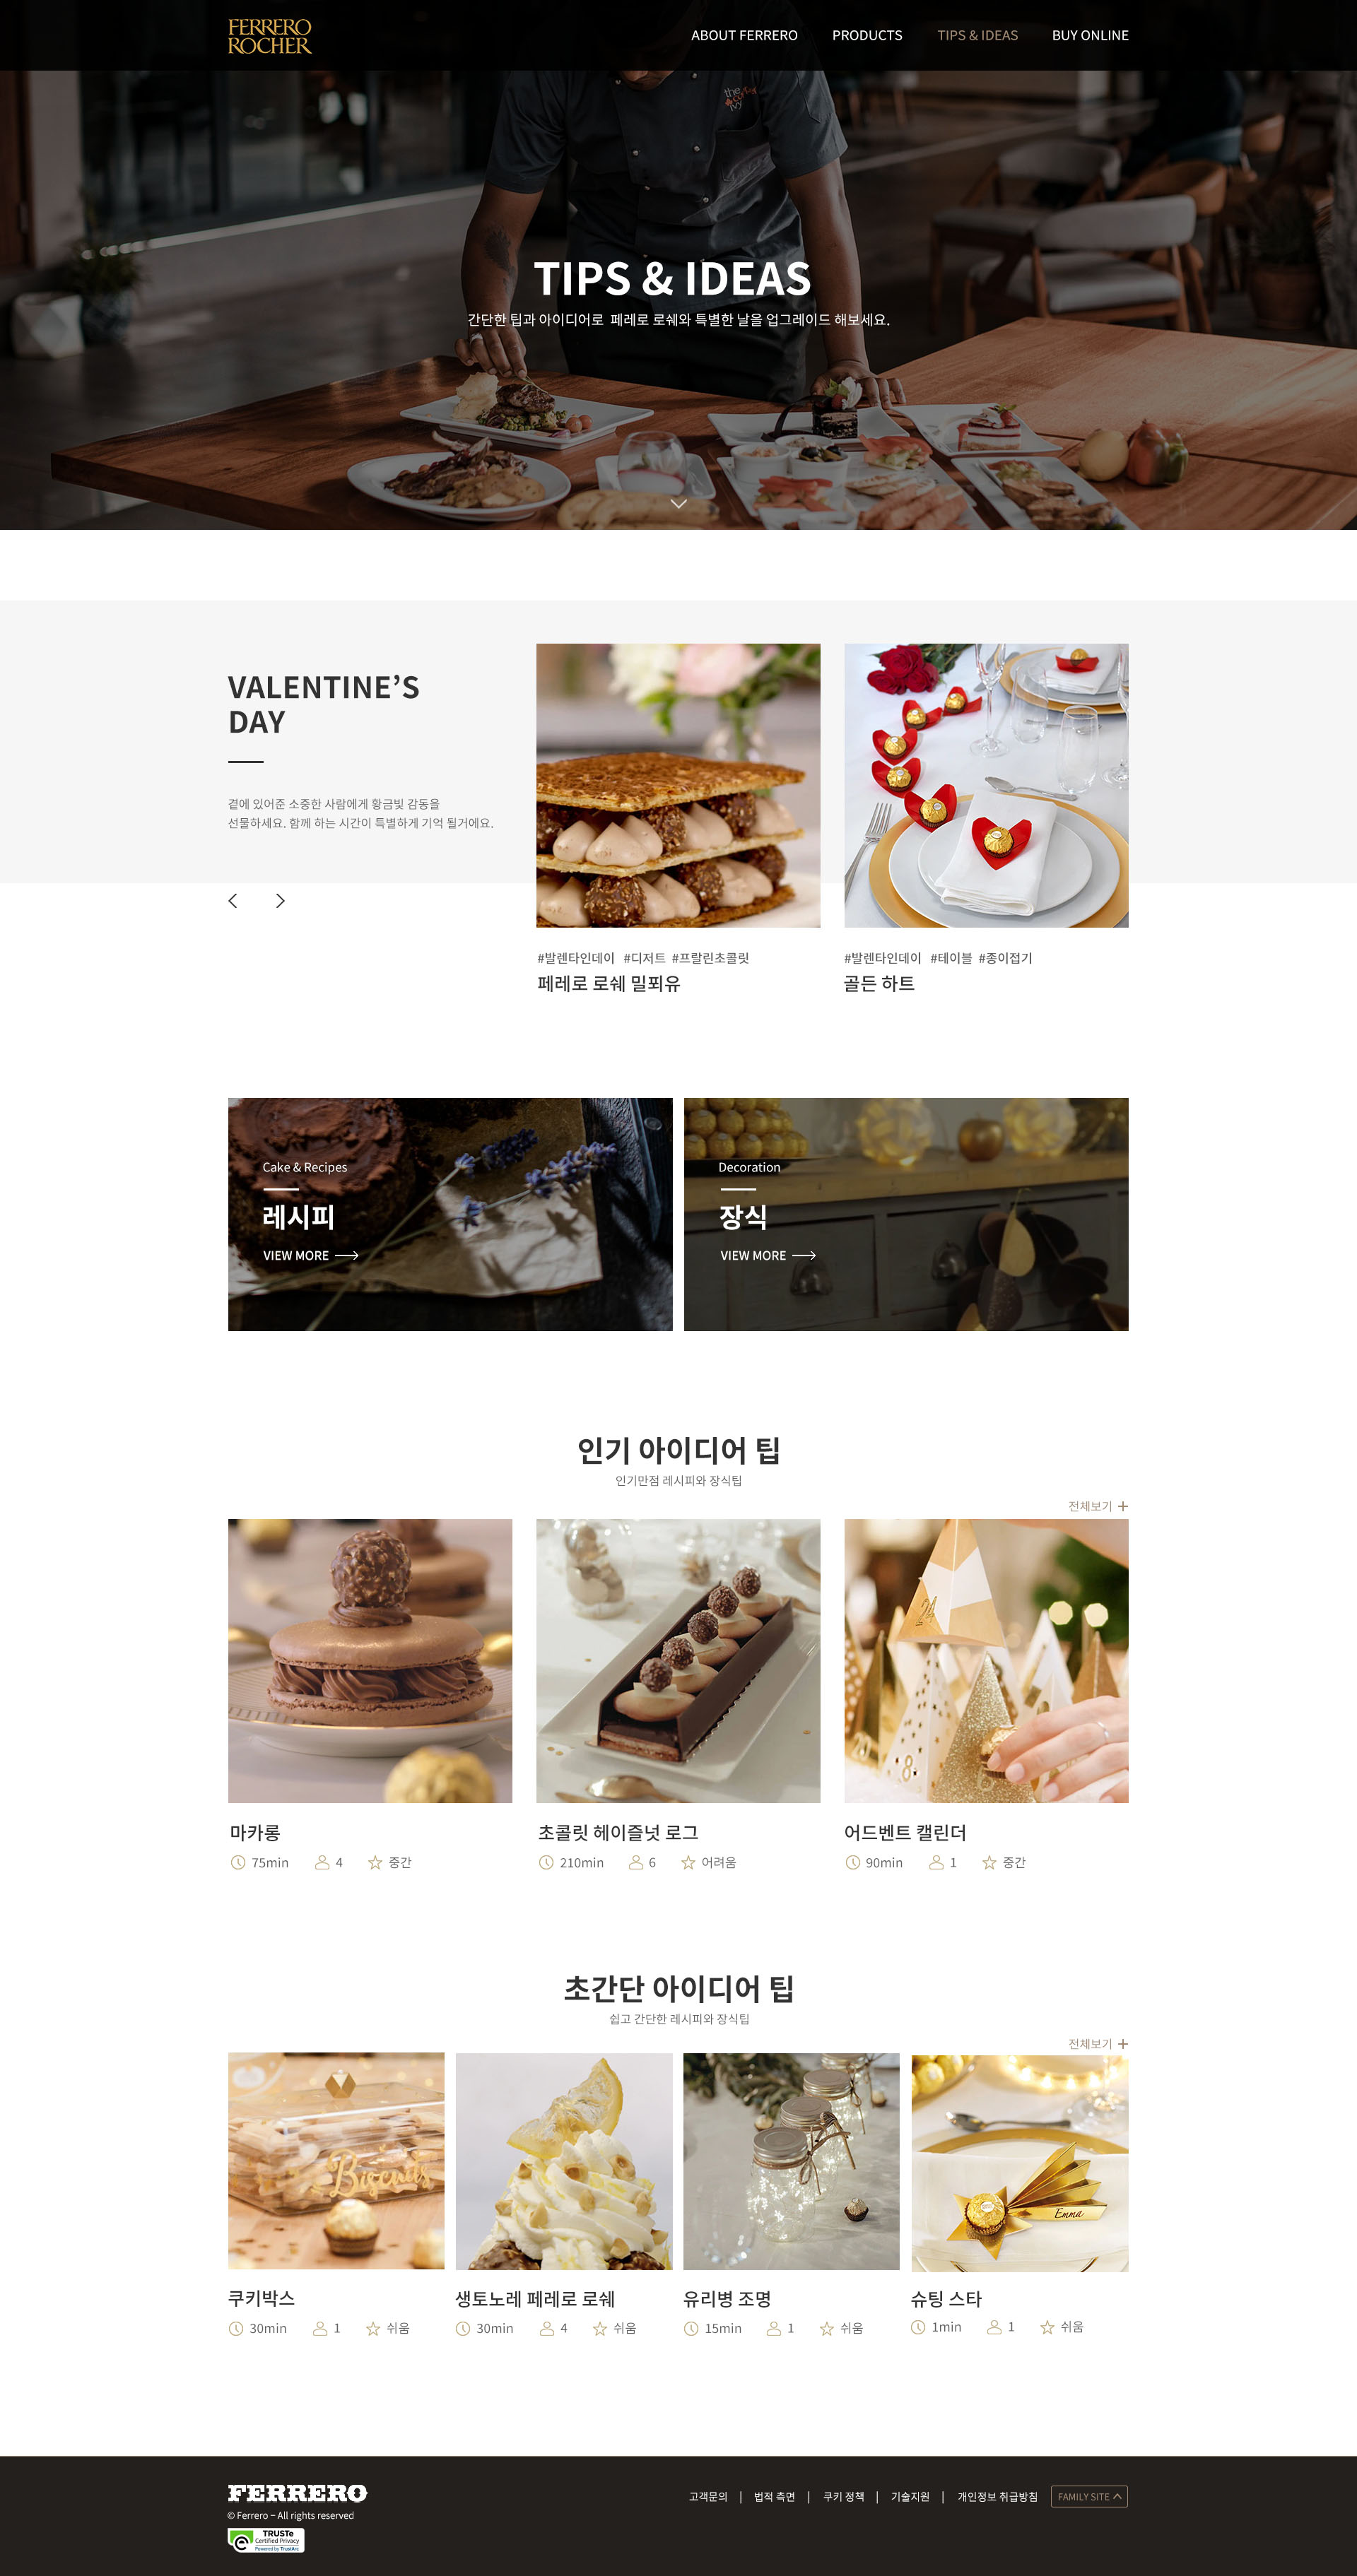 FERRERO
ROCHER
ABOUT FERRERO
PRODUCTS
TIPS & IDEAS
BUY ONLINE
the
ivy
TIPS & IDEAS
간단한 팁과 아이디어로 페레로 로쉐와 특별한 날을 업그레이드 해보세요.
VALENTINE’S
DAY
곁에 있어준 소중한 사람에게 황금빛 감동을
선물하세요. 함께 하는 시간이 특별하게 기억 될거에요.
#발렌타인데이 #디저트 #프랄린초콜릿
페레로 로쉐 밀푀유
#발렌타인데이 #테이블 #종이접기
골든 하트
Cake & Recipes
레시피
VIEW MORE
Decoration
장식
VIEW MORE
인기 아이디어 팁
인기만점 레시피와 장식팁
전체보기 +
8
6
마카롱
75min 4 중간
초콜릿 헤이즐넛 로그
210min 6 어려움
어드벤트 캘린더
90min 1 중간
초간단 아이디어 팁
쉽고 간단한 레시피와 장식팁
전체보기 +
Biscuits
Emma
쿠키박스
30min 1 쉬움
생토노레 페레로 로쉐
30min 4 쉬움
유리병 조명
15min 1 쉬움
슈팅 스타
1min 1 쉬움
FERRERO
© Ferrero – All rights reserved
TRUSTe
Certified Privacy
Powered by TrustArc
고객문의 | 법적 측면 | 쿠키 정책 | 기술지원 | 개인정보 취급방침
FAMILY SITE